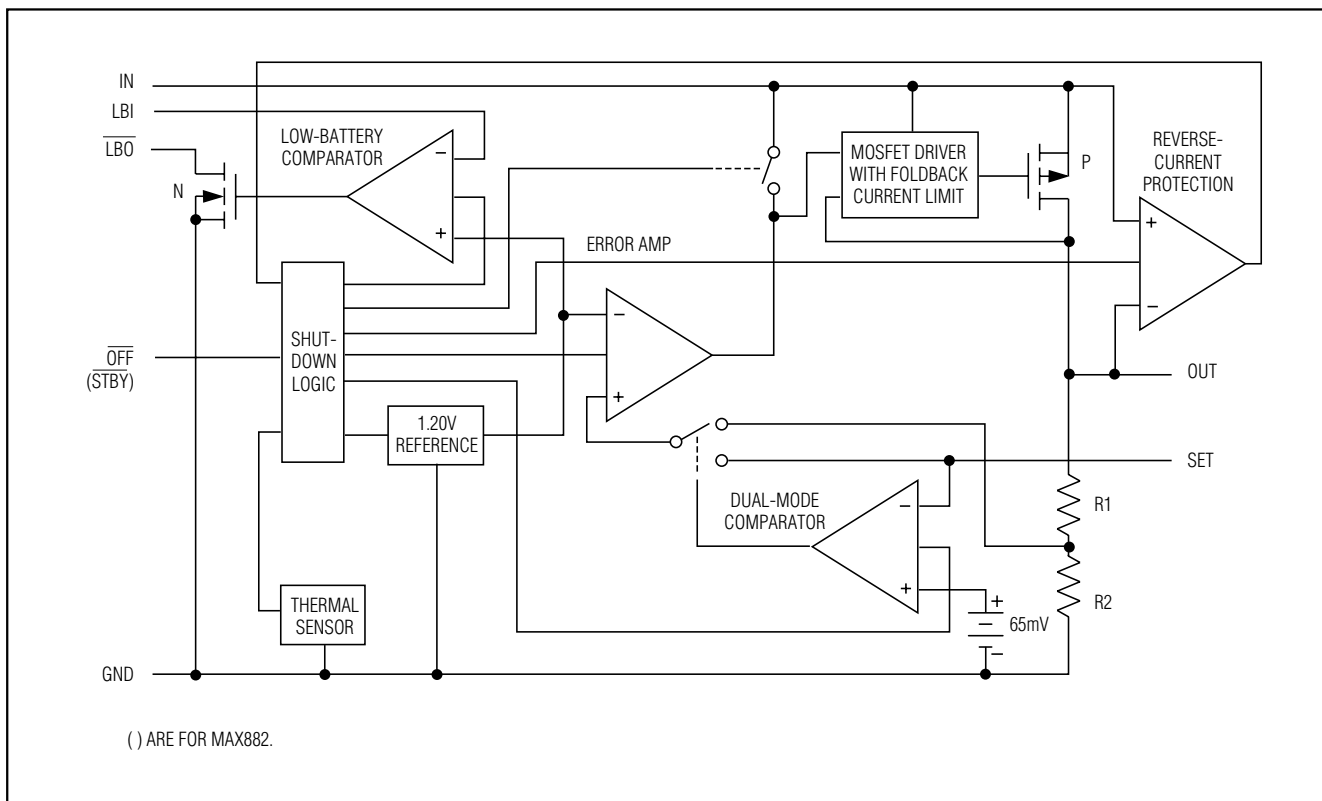 IN
LBI
LBO
LOW-BATTERY
COMPARATOR
−
+
N
MOSFET DRIVER
WITH FOLDBACK
CURRENT LIMIT
P
REVERSE-
CURRENT
PROTECTION
+
−
ERROR AMP
−
+
SHUT-
DOWN
LOGIC
OFF
(STBY)
1.20V
REFERENCE
OUT
SET
DUAL-MODE
COMPARATOR
−
+
R1
R2
+
−
65mV
THERMAL
SENSOR
GND
( ) ARE FOR MAX882.